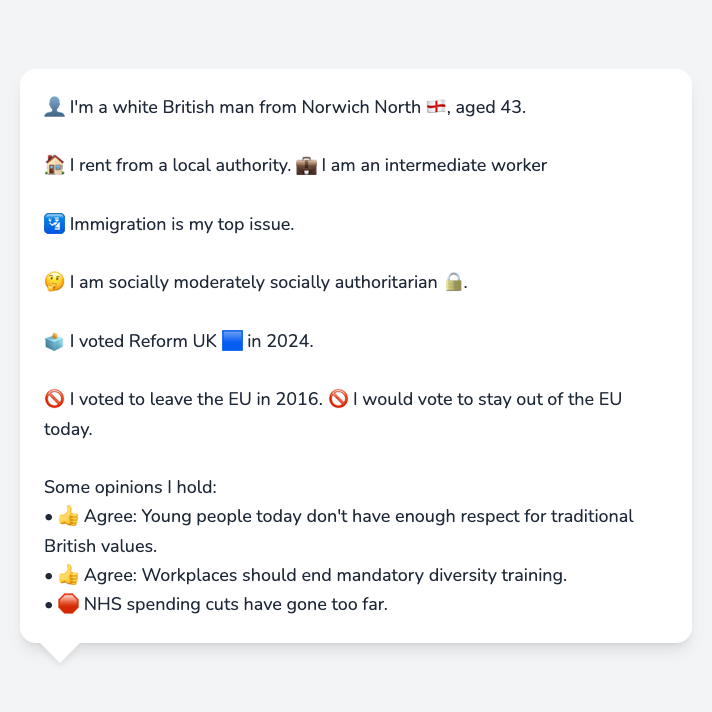 👤 I'm a white British man from Norwich North 🏴󠁧󠁢󠁥󠁮󠁧󠁿, aged 43.
🏠 I rent from a local authority. 💼 I am an intermediate worker
🛂 Immigration is my top issue.
🤔 I am socially moderately socially authoritarian 🔒.
🗳️ I voted Reform UK 🟦 in 2024.
🚫 I voted to leave the EU in 2016. 🚫 I would vote to stay out of the EU
today.
Some opinions I hold:
• 👍 Agree: Young people today don't have enough respect for traditional
British values.
• 👍 Agree: Workplaces should end mandatory diversity training.
• 🛑 NHS spending cuts have gone too far.